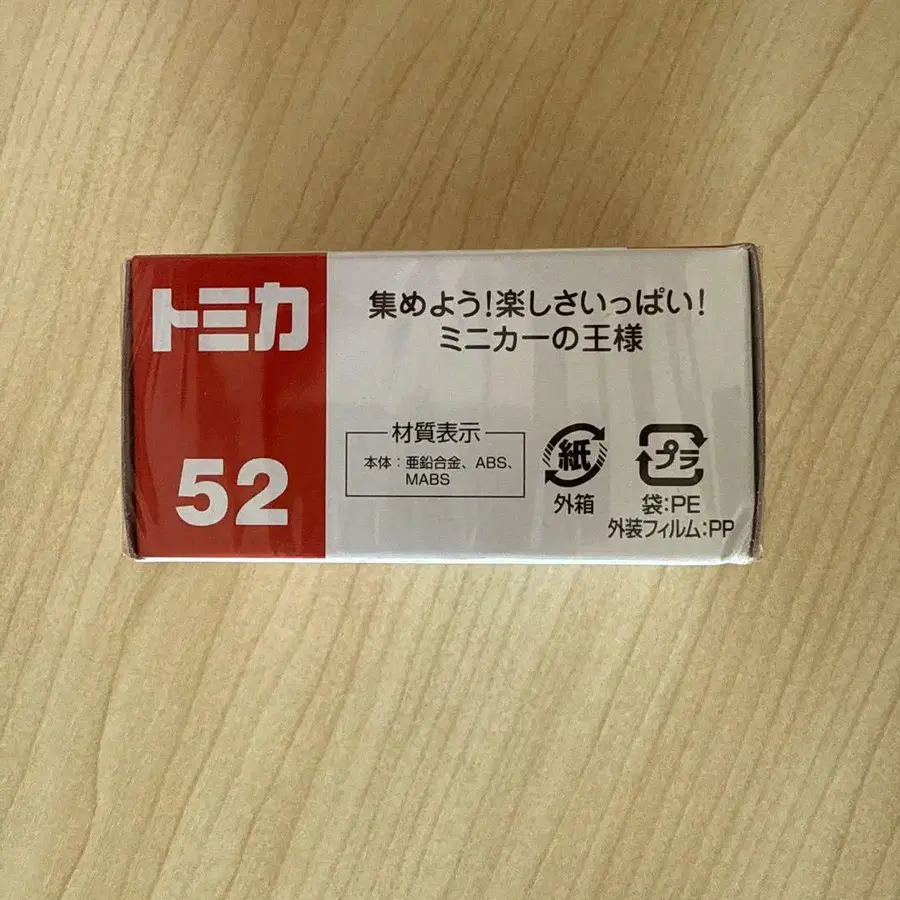 トミカ
52
集めよう!楽しさいっぱい!
ミニカーの王様
材質表示
本体:亜鉛合金、ABS、
MABS
紙
外箱
プラ
袋:PE
外装フィルム:PP